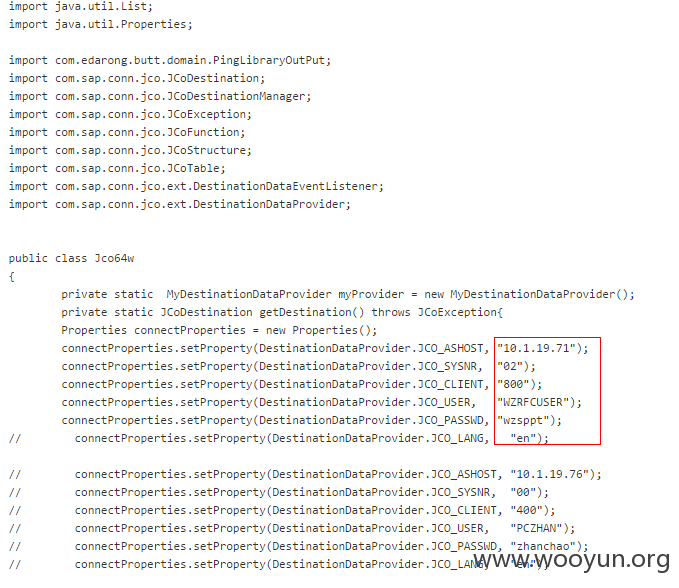 import java.util.List;
import java.util.Properties;

import com.edarong.butt.domain.PingLibraryOutPut;
import com.sap.conn.jco.JCoDestination;
import com.sap.conn.jco.JCoDestinationManager;
import com.sap.conn.jco.JCoException;
import com.sap.conn.jco.JCoFunction;
import com.sap.conn.jco.JCoStructure;
import com.sap.conn.jco.JCoTable;
import com.sap.conn.jco.ext.DestinationDataEventListener;
import com.sap.conn.jco.ext.DestinationDataProvider;

public class Jco64w
{
private static  MyDestinationDataProvider myProvider = new MyDestinationDataProvider();
private static JCoDestination getDestination() throws JCoException{
Properties connectProperties = new Properties();
connectProperties.setProperty(DestinationDataProvider.JCO_ASHOST, "10.1.19.71");
connectProperties.setProperty(DestinationDataProvider.JCO_SYSNR,  "02");
connectProperties.setProperty(DestinationDataProvider.JCO_CLIENT, "800");
connectProperties.setProperty(DestinationDataProvider.JCO_USER,   "WZRFCUSER");
connectProperties.setProperty(DestinationDataProvider.JCO_PASSWD, "wzsppt");
//        connectProperties.setProperty(DestinationDataProvider.JCO_LANG,   "en");

//        connectProperties.setProperty(DestinationDataProvider.JCO_ASHOST, "10.1.19.76");
//        connectProperties.setProperty(DestinationDataProvider.JCO_SYSNR,  "00");
//        connectProperties.setProperty(DestinationDataProvider.JCO_CLIENT, "400");
//        connectProperties.setProperty(DestinationDataProvider.JCO_USER,   "PCZHAN");
//        connectProperties.setProperty(DestinationDataProvider.JCO_PASSWD, "zhanchao");
//        connectProperties.setProperty(DestinationDataProvider.JCO_LANG,   "en");
www.wooyun.org